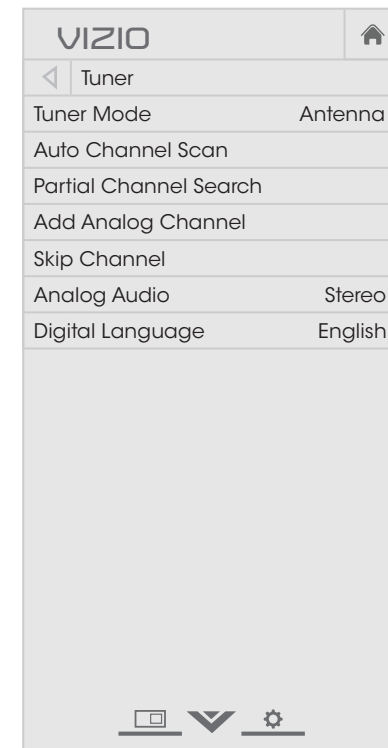 VIZIO
Tuner
Tuner Mode Antenna
Auto Channel Scan
Partial Channel Search
Add Analog Channel
Skip Channel
Analog Audio Stereo
Digital Language English